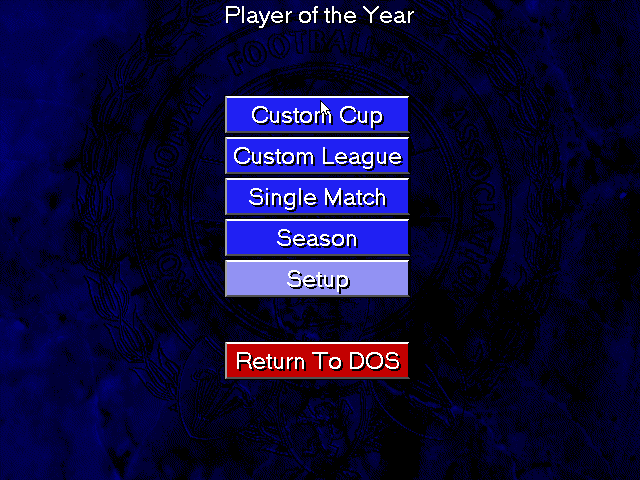 Player of the Year
Custom Cup
Custom League
Single Match
Season
Setup
Return To DOS